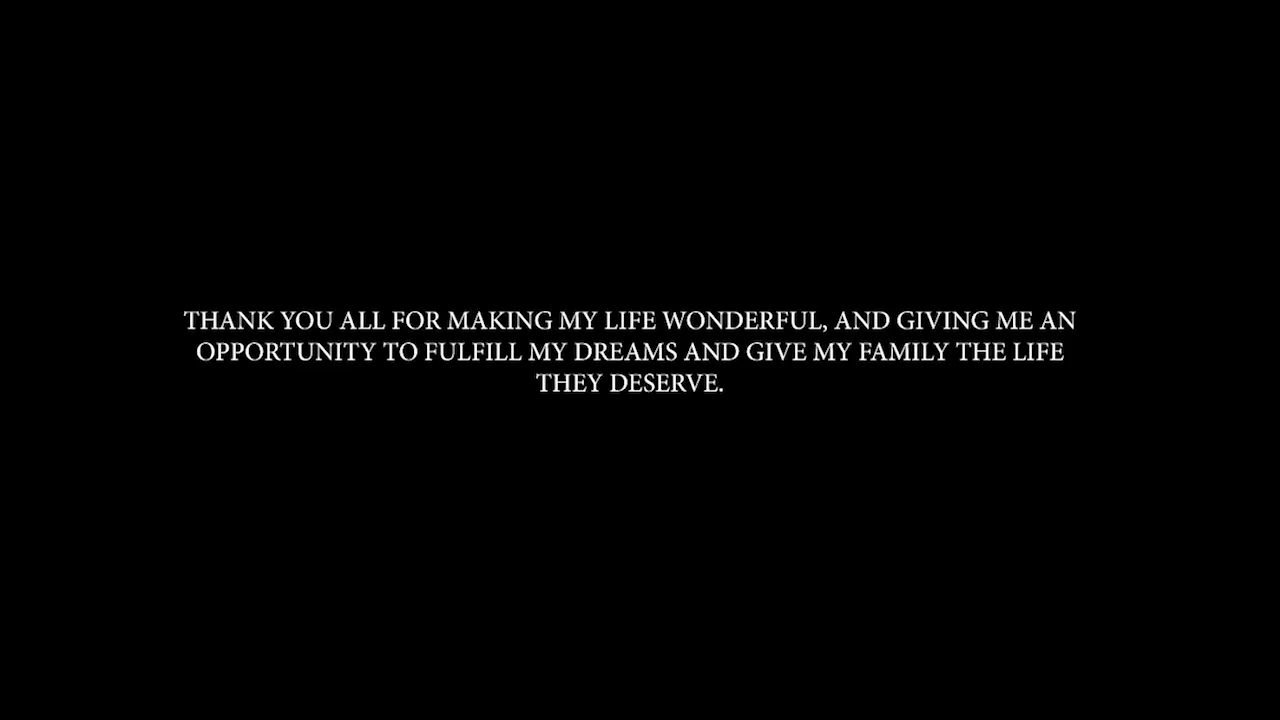 THANK YOU ALL FOR MAKING MY LIFE WONDERFUL, AND GIVING ME AN
OPPORTUNITY TO FULFILL MY DREAMS AND GIVE MY FAMILY THE LIFE
THEY DESERVE.